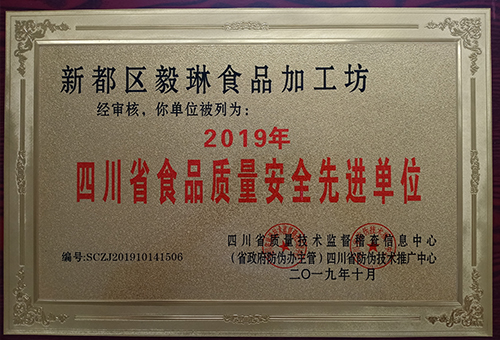 新都区毅琳食品加工坊
经审核，你单位被列为：
2019年
四川省食品质量安全先进单位
四川省质量技术监督稽查信息中心
编号:SCZJ201910141506
（省政府防伪办主管）四川省防伪技术推广中心
二〇一九年十月